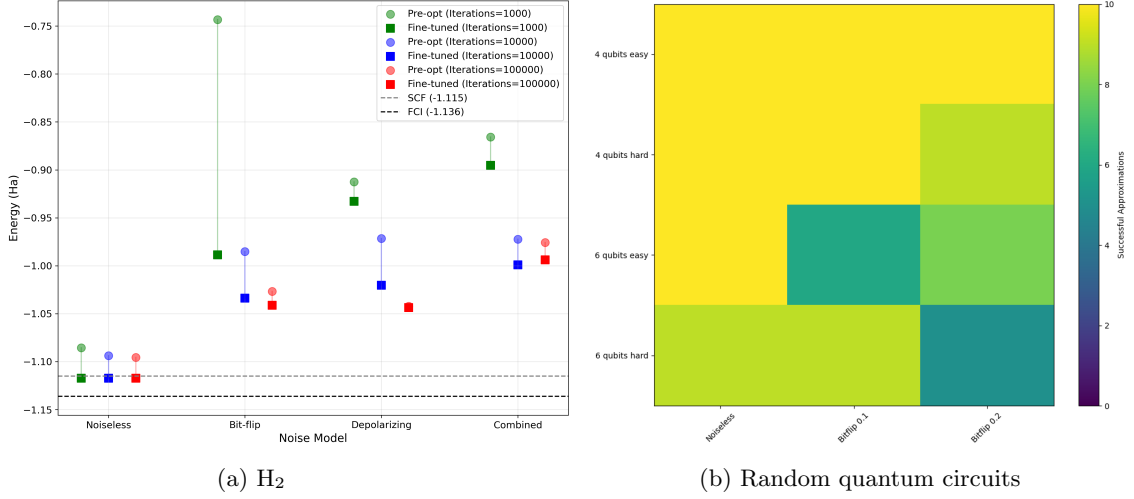 −0.75
−0.80
−0.85
−0.90
−0.95
−1.00
−1.05
−1.10
−1.15
Energy (Ha)
Pre-opt (Iterations=1000)
Fine-tuned (Iterations=1000)
Pre-opt (Iterations=10000)
Fine-tuned (Iterations=10000)
Pre-opt (Iterations=100000)
Fine-tuned (Iterations=100000)
SCF (-1.115)
FCI (-1.136)
Noiseless
Bit-flip
Depolarizing
Combined
Noise Model
(a) H₂
4 qubits easy
4 qubits hard
6 qubits easy
6 qubits hard
Noiseless
Bitflip 0.1
Bitflip 0.2
10
8
6
4
2
0
Successful Approximations
(b) Random quantum circuits